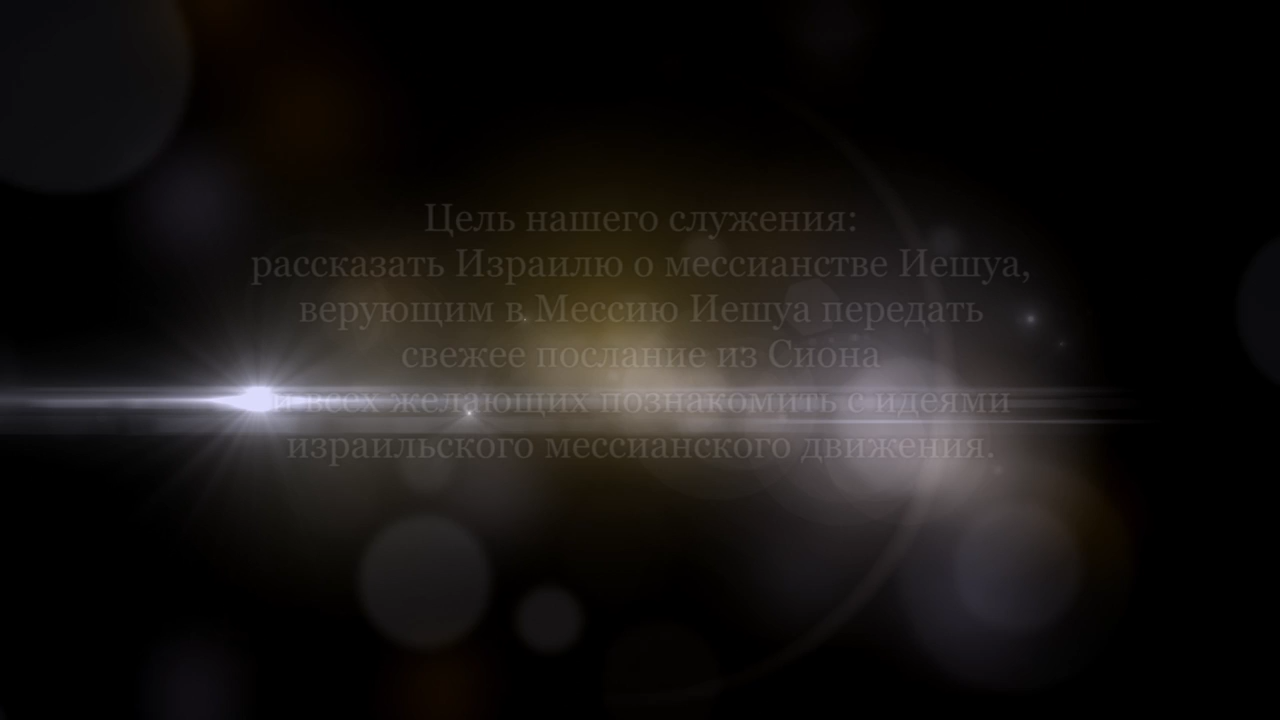 Цель нашего служения:
рассказать Израилю о мессианстве Иешуа,
верующим в Мессию Иешуа передать
свежее послание из Сиона
и всех желающих познакомить с идеями
израильского мессианского движения.